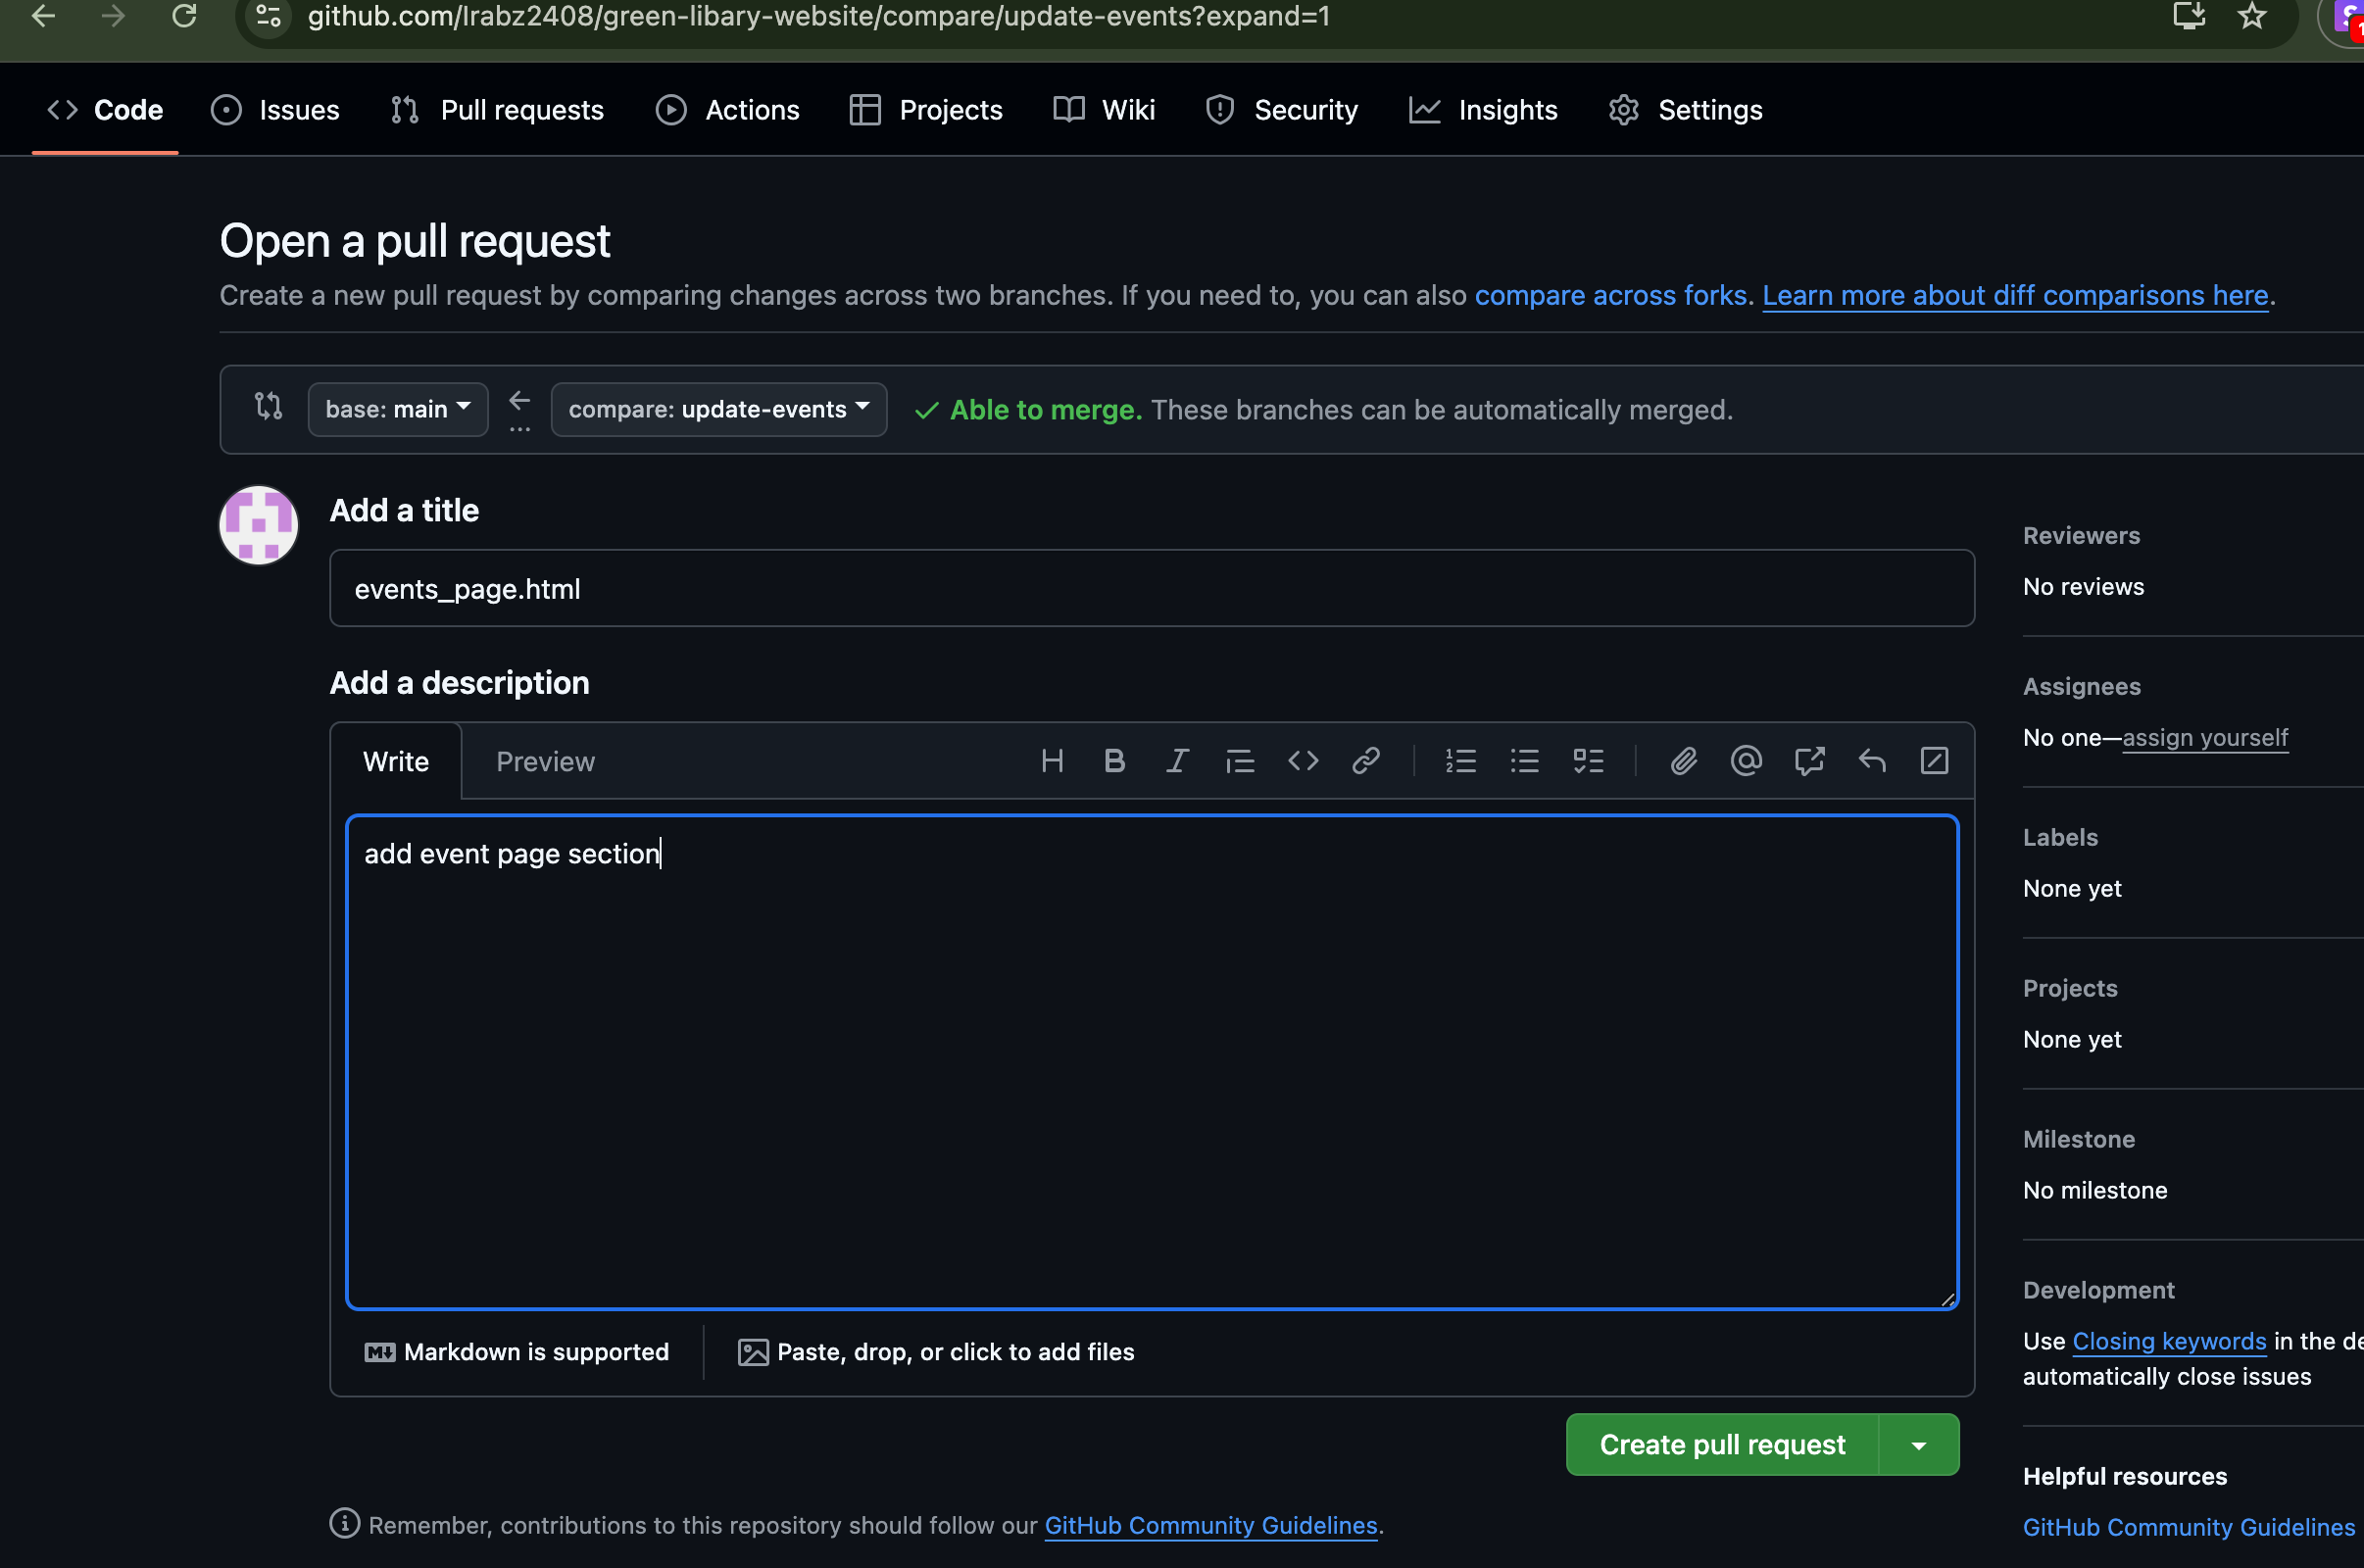 github.com/Irabz2408/green-libary-website/compare/update-events?expand=1
Code Issues Pull requests Actions Projects Wiki Security Insights Settings
Open a pull request
Create a new pull request by comparing changes across two branches. If you need to, you can also compare across forks. Learn more about diff comparisons here.
base: main compare: update-events Able to merge. These branches can be automatically merged.
Add a title
events_page.html
Add a description
Write Preview
add event page section
Markdown is supported Paste, drop, or click to add files
Create pull request
Remember, contributions to this repository should follow our GitHub Community Guidelines.
Reviewers
No reviews
Assignees
No one—assign yourself
Labels
None yet
Projects
None yet
Milestone
No milestone
Development
Use Closing keywords in the de
automatically close issues
Helpful resources
GitHub Community Guidelines